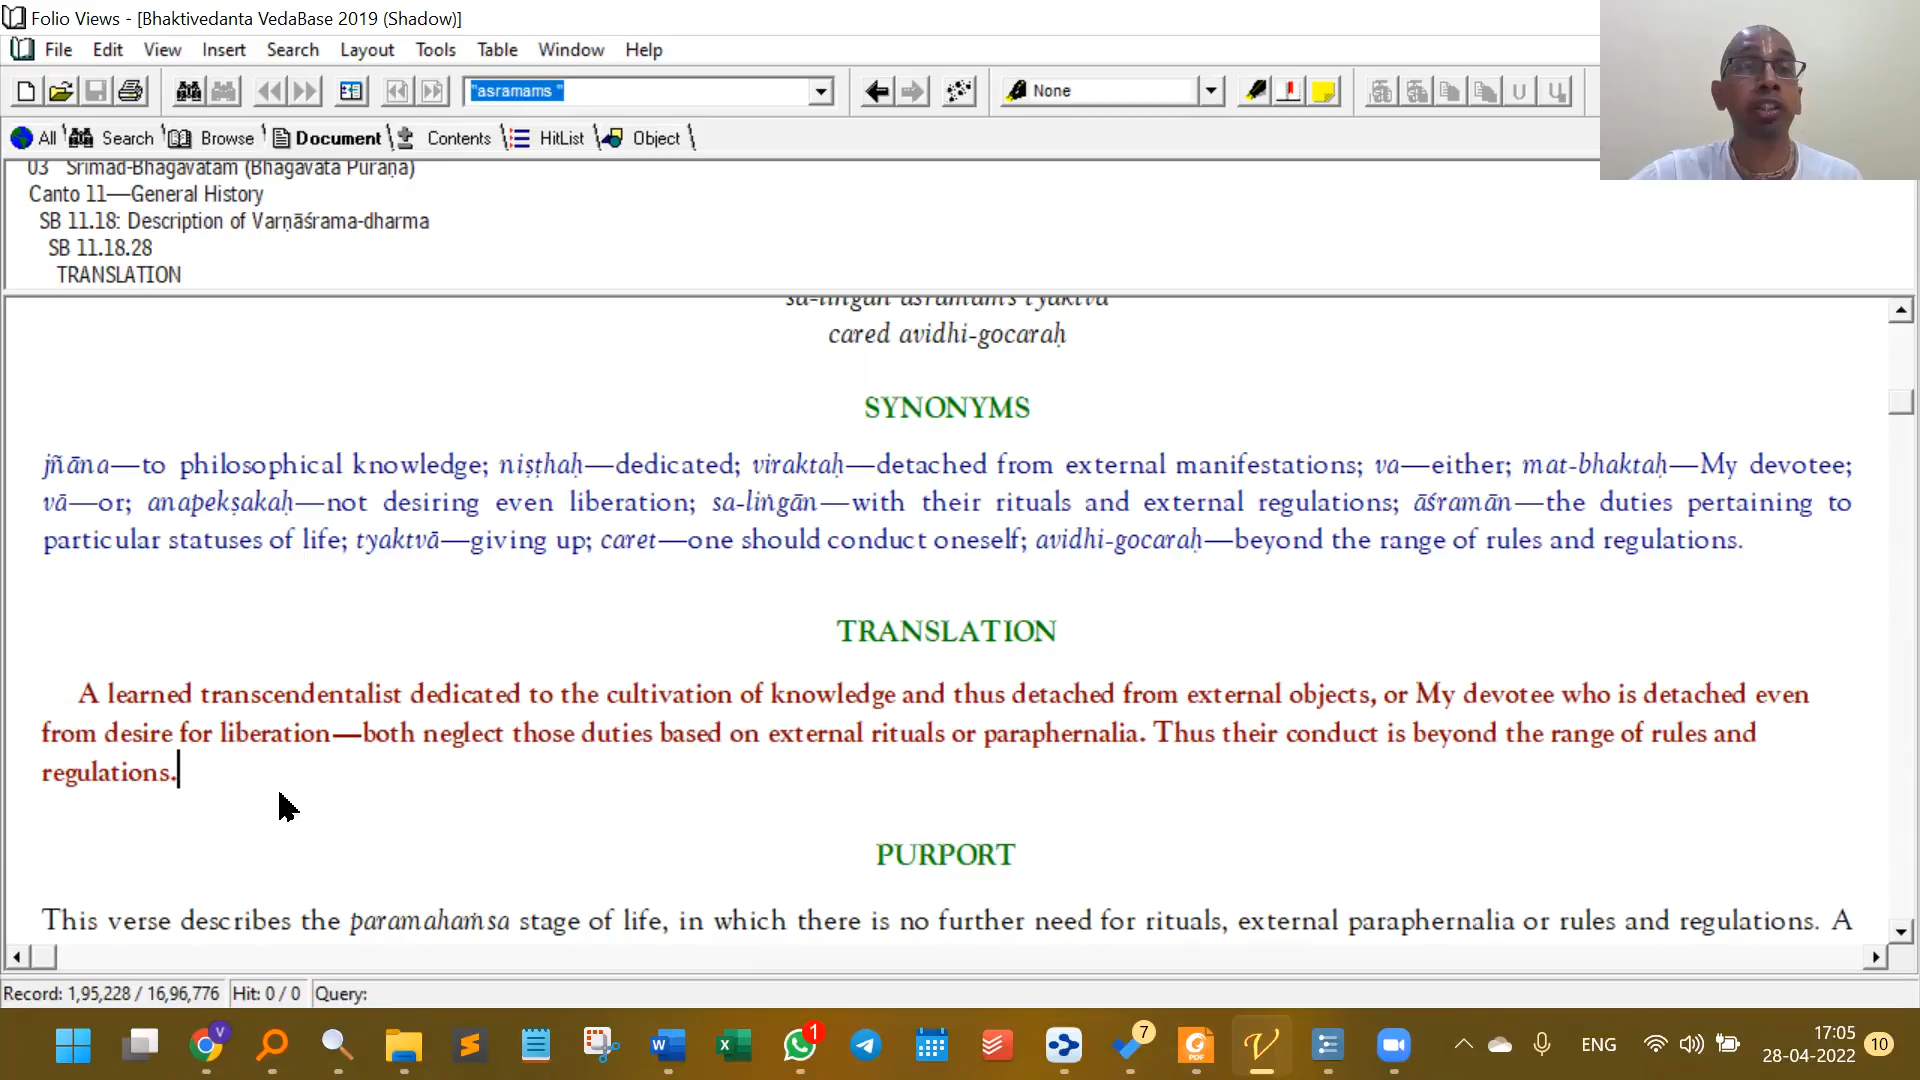 Folio Views - [Bhaktivedanta VedaBase 2019 (Shadow)]
File Edit View Insert Search Layout Tools Table Window Help
"asramams "
None
All Search Browse Document Contents HitList Object
03 Srimad-Bhagavatam (Bhāgavata Purāṇa)
Canto 11—General History
SB 11.18: Description of Varṇāśrama-dharma
SB 11.18.28
TRANSLATION
sa-liṅgān āśramāṁs tyaktvā
cared avidhi-gocaraḥ
SYNONYMS
jñāna—to philosophical knowledge; niṣṭhaḥ—dedicated; viraktaḥ—detached from external manifestations; va—either; mat-bhaktaḥ—My devotee;
vā—or; anapekṣakaḥ—not desiring even liberation; sa-liṅgān—with their rituals and external regulations; āśramān—the duties pertaining to
particular statuses of life; tyaktvā—giving up; caret—one should conduct oneself; avidhi-gocaraḥ—beyond the range of rules and regulations.
TRANSLATION
A learned transcendentalist dedicated to the cultivation of knowledge and thus detached from external objects, or My devotee who is detached even
from desire for liberation—both neglect those duties based on external rituals or paraphernalia. Thus their conduct is beyond the range of rules and
regulations.
PURPORT
This verse describes the paramahaṁsa stage of life, in which there is no further need for rituals, external paraphernalia or rules and regulations. A
Record: 1,95,228 / 16,96,776 Hit: 0 / 0 Query:
V
1
7
PDF
ENG
17:05
28-04-2022
10